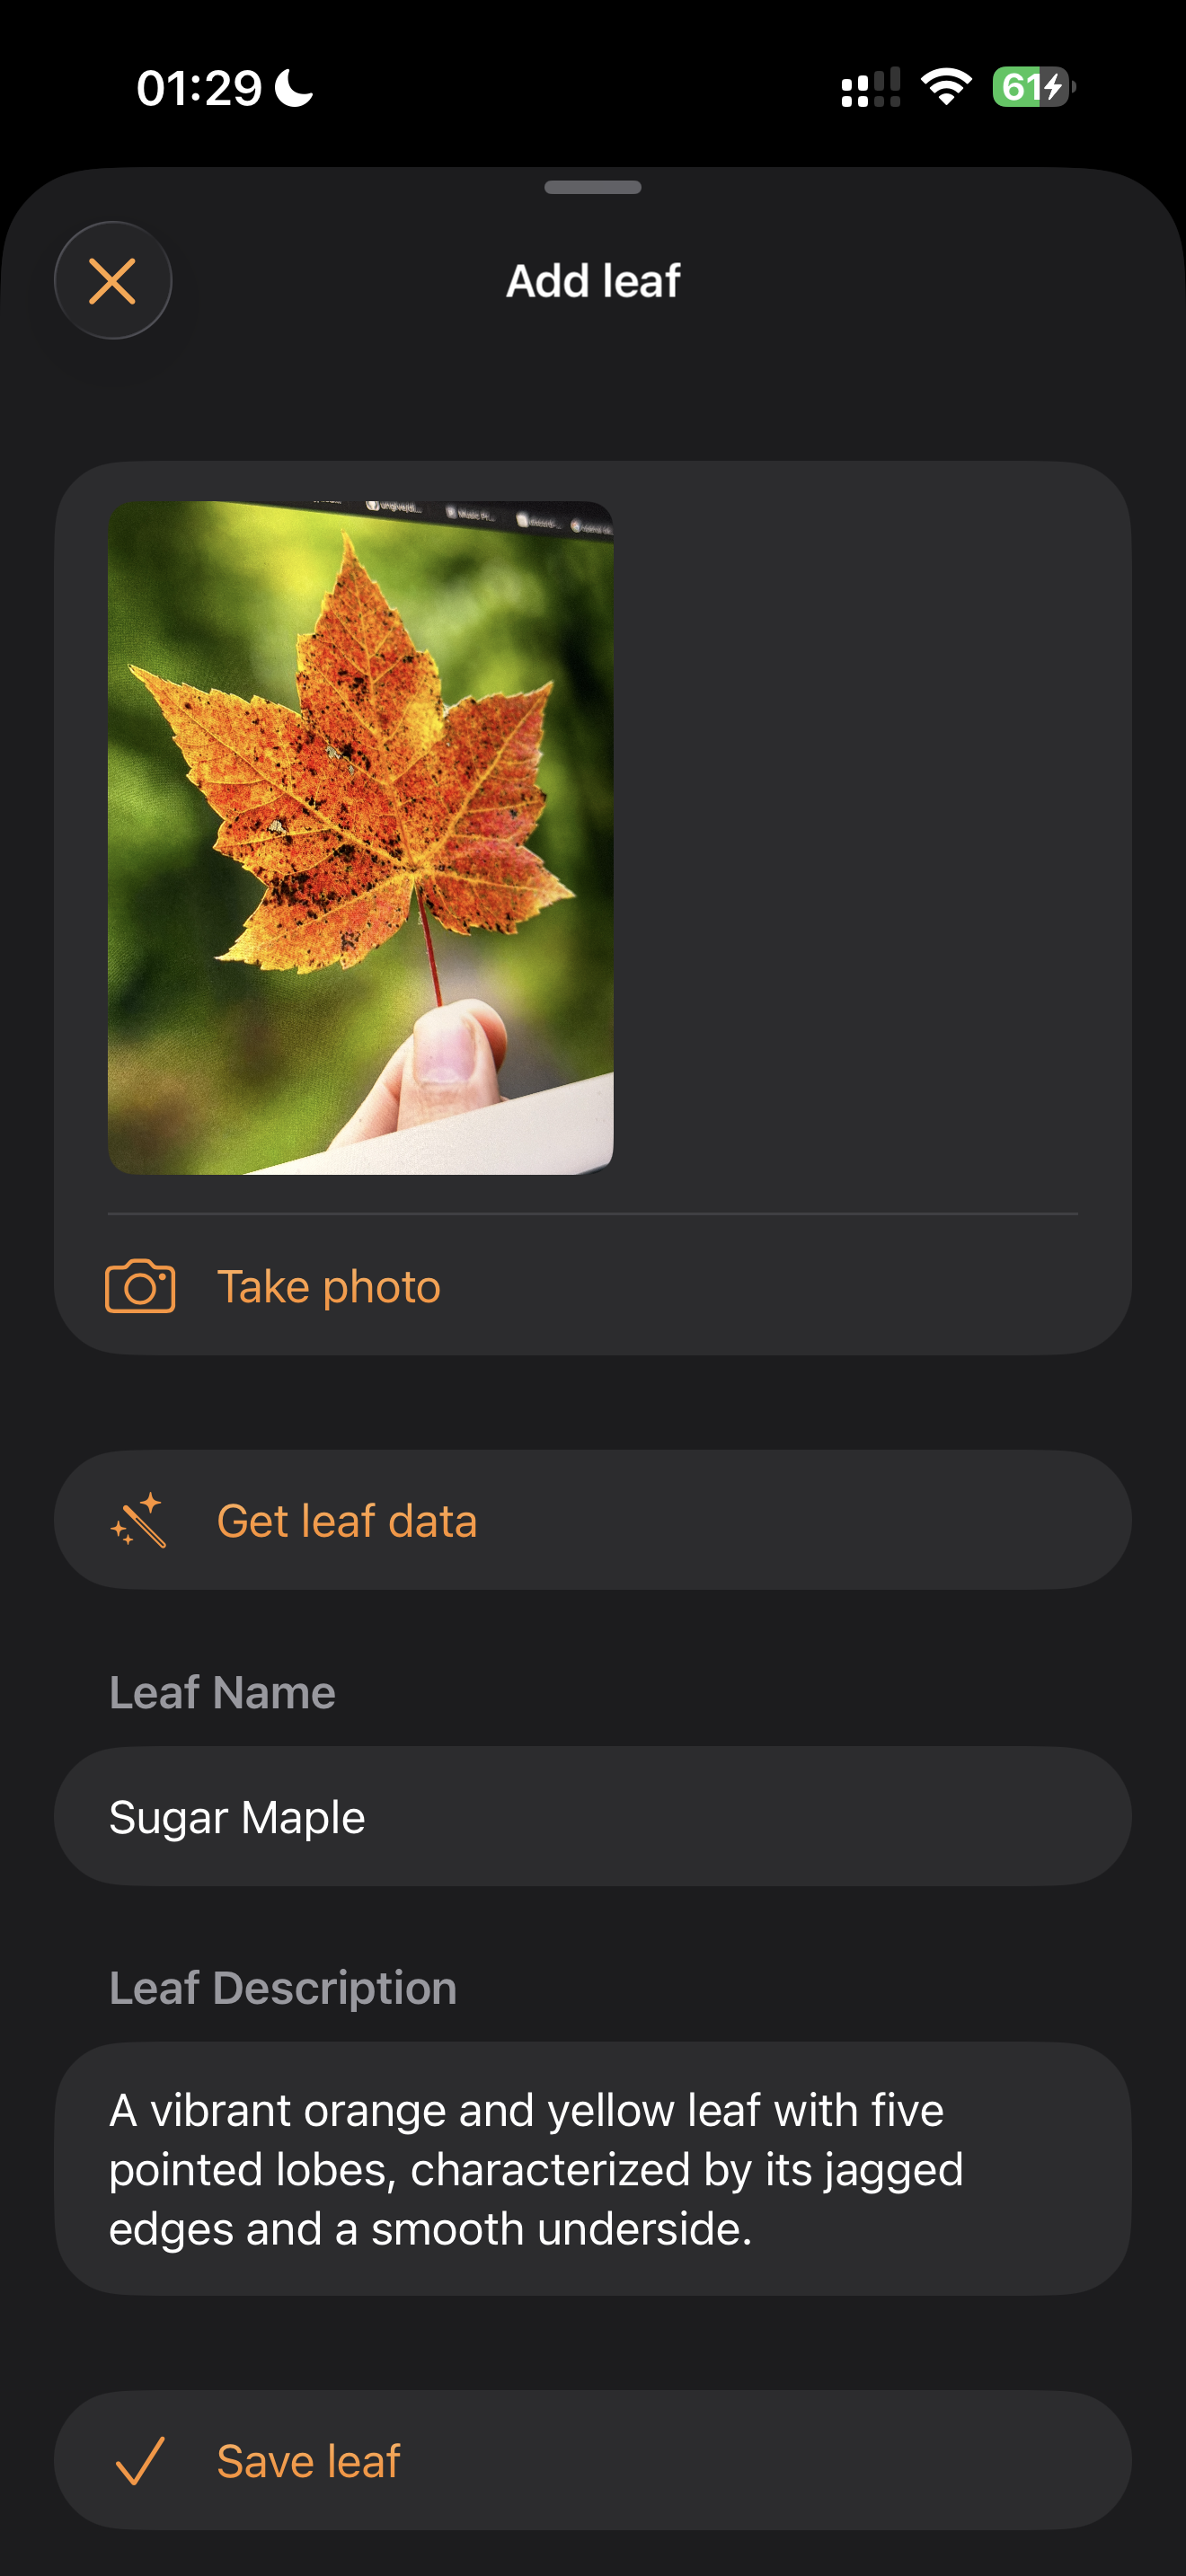 01:29
61
Add leaf
Take photo
Get leaf data
Leaf Name
Sugar Maple
Leaf Description
A vibrant orange and yellow leaf with five
pointed lobes, characterized by its jagged
edges and a smooth underside.
Save leaf